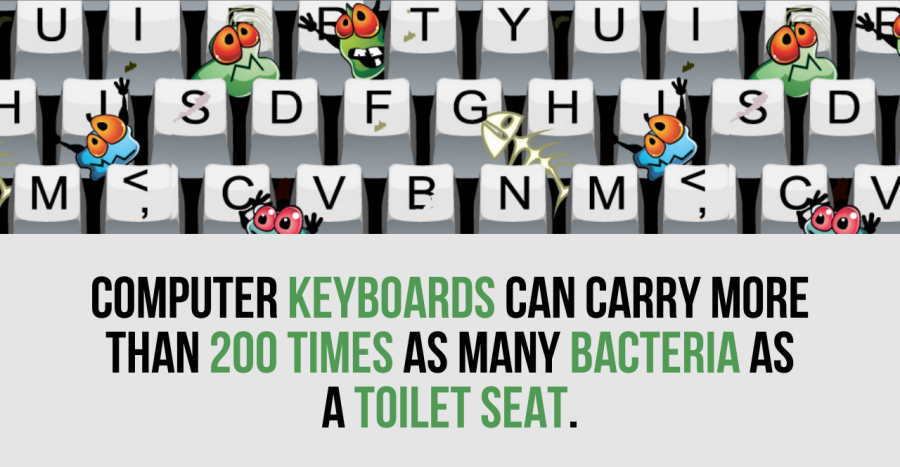 U I T Y U I
H J S D F G H J S D
M < , C V B N M < , C V
COMPUTER KEYBOARDS CAN CARRY MORE
THAN 200 TIMES AS MANY BACTERIA AS
A TOILET SEAT.